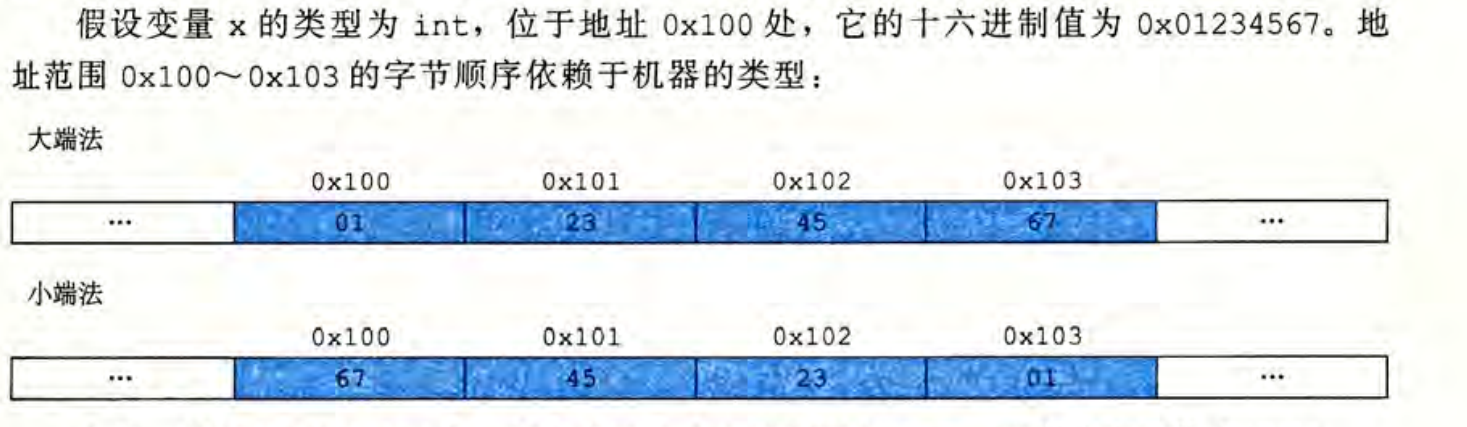 假设变量 x 的类型为 int，位于地址 0x100 处，它的十六进制值为 0x01234567。地
址范围 0x100～0x103 的字节顺序依赖于机器的类型：
大端法
0x100 0x101 0x102 0x103
… 01 23 45 67 …
小端法
0x100 0x101 0x102 0x103
… 67 45 23 01 …